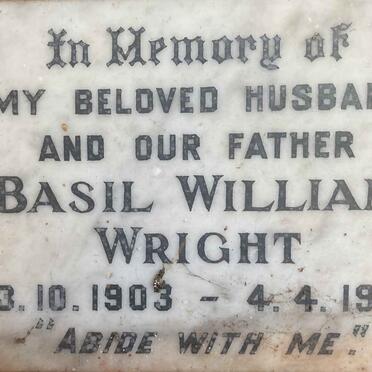 In Memory of
MY BELOVED HUSBA
AND OUR FATHER
BASIL WILLIA
WRIGHT
3.10.1903 – 4.4.19
"ABIDE WITH ME."